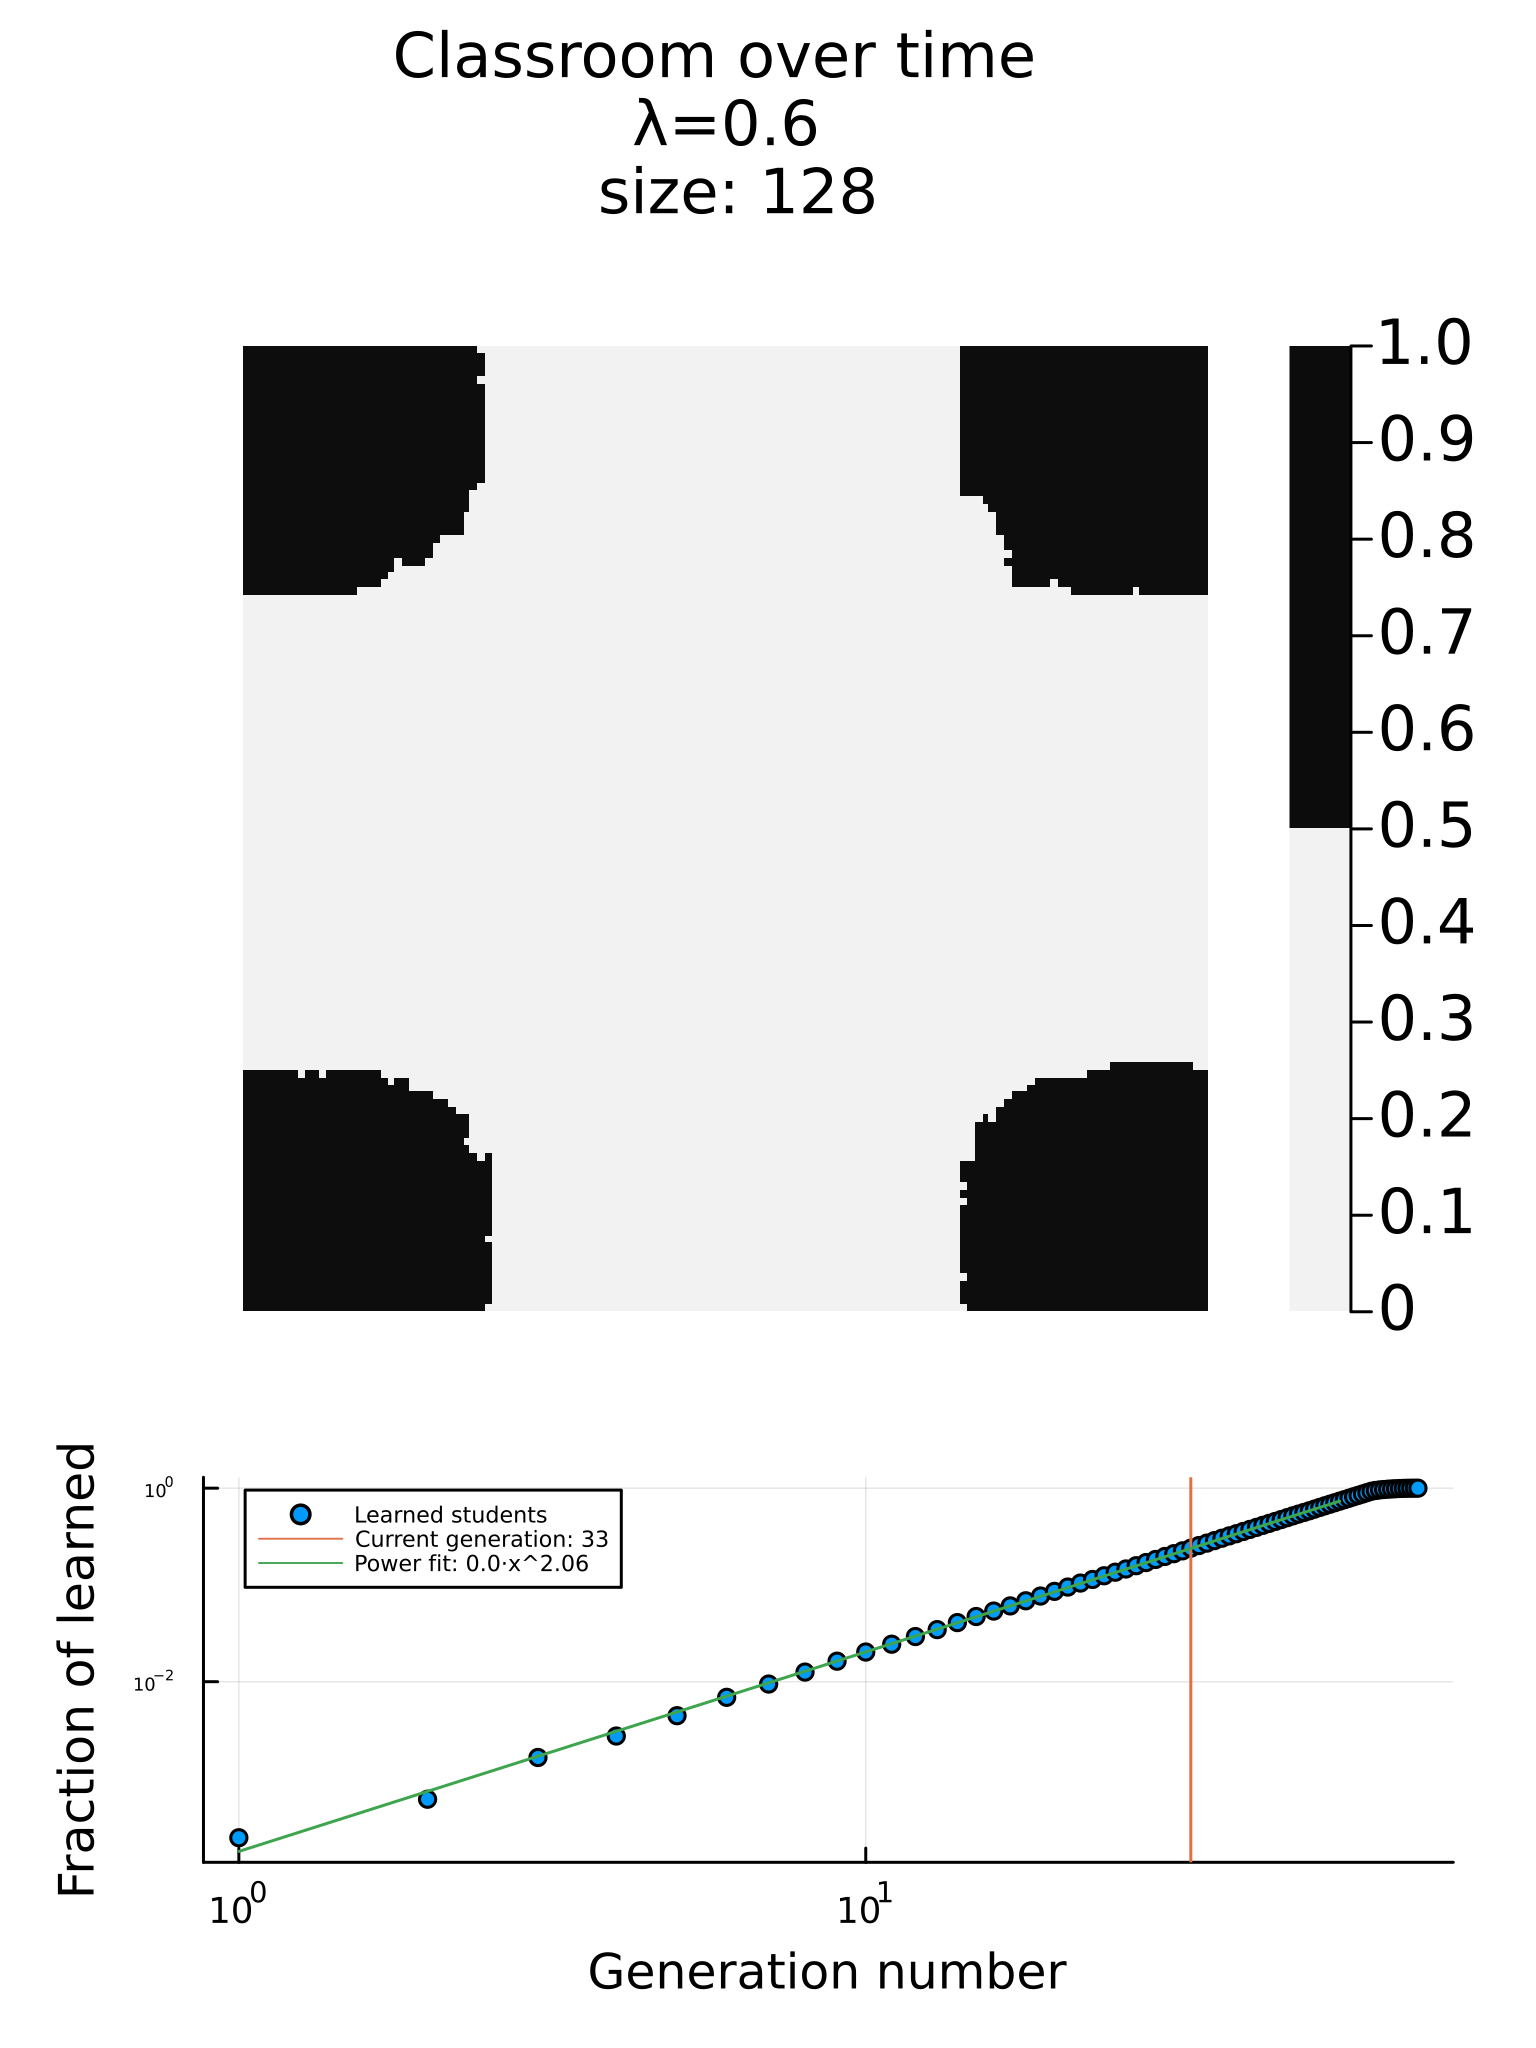 Classroom over time
λ=0.6
size: 128
1.0
0.9
0.8
0.7
0.6
0.5
0.4
0.3
0.2
0.1
0
Fraction of learned
10⁰
10⁻²
Learned students
Current generation: 33
Power fit: 0.0·x^2.06
10⁰
10¹
Generation number